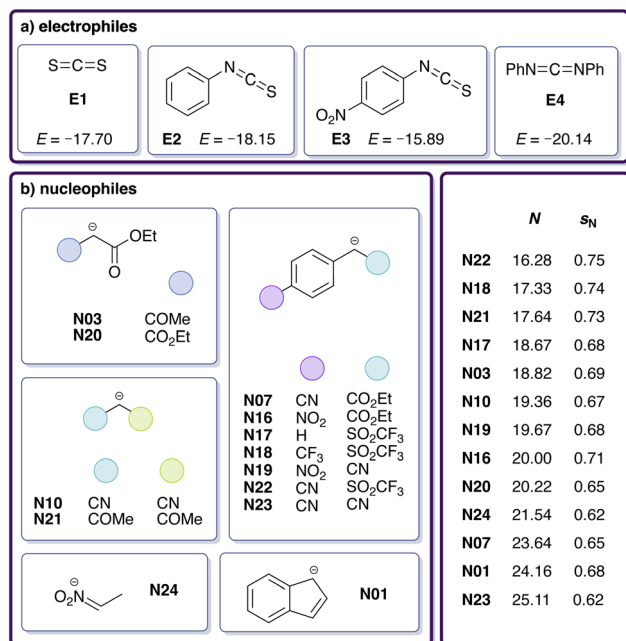 a) electrophiles
S=C=S
E1
E = −17.70
N
C
S
E2 E = −18.15
N
C
S
O₂N
E3 E = −15.89
PhN=C=NPh
E4
E = −20.14
b) nucleophiles
⊖
OEt
O
N03 COMe
N20 CO₂Et
⊖
N10 CN CN
N21 COMe COMe
⊖
N07 CN CO₂Et
N16 NO₂ CO₂Et
N17 H SO₂CF₃
N18 CF₃ SO₂CF₃
N19 NO₂ CN
N22 CN SO₂CF₃
N23 CN CN
⊖
O₂N
N24
⊖
N01
N sN
N22 16.28 0.75
N18 17.33 0.74
N21 17.64 0.73
N17 18.67 0.68
N03 18.82 0.69
N10 19.36 0.67
N19 19.67 0.68
N16 20.00 0.71
N20 20.22 0.65
N24 21.54 0.62
N07 23.64 0.65
N01 24.16 0.68
N23 25.11 0.62